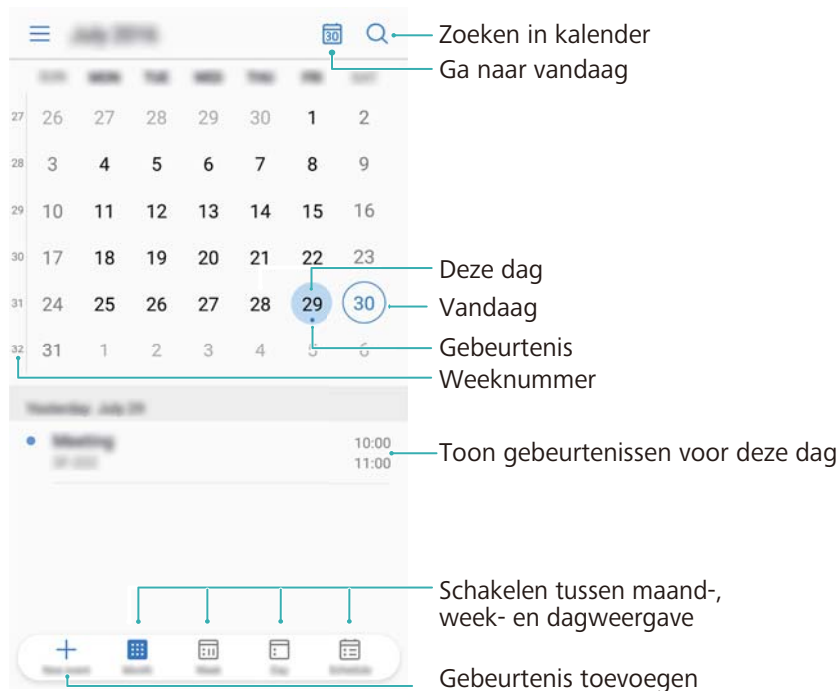 30
Zoeken in kalender
Ga naar vandaag
27 26 27 28 29 30 1 2
28 3 4 5 6 7 8 9
29 10 11 12 13 14 15 16
30 17 18 19 20 21 22 23
31 24 25 26 27 28 29 30
32 31 1 2 3 4 5 6
Deze dag
Vandaag
Gebeurtenis
Weeknummer
10:00
11:00
Toon gebeurtenissen voor deze dag
Schakelen tussen maand-,
week- en dagweergave
Gebeurtenis toevoegen